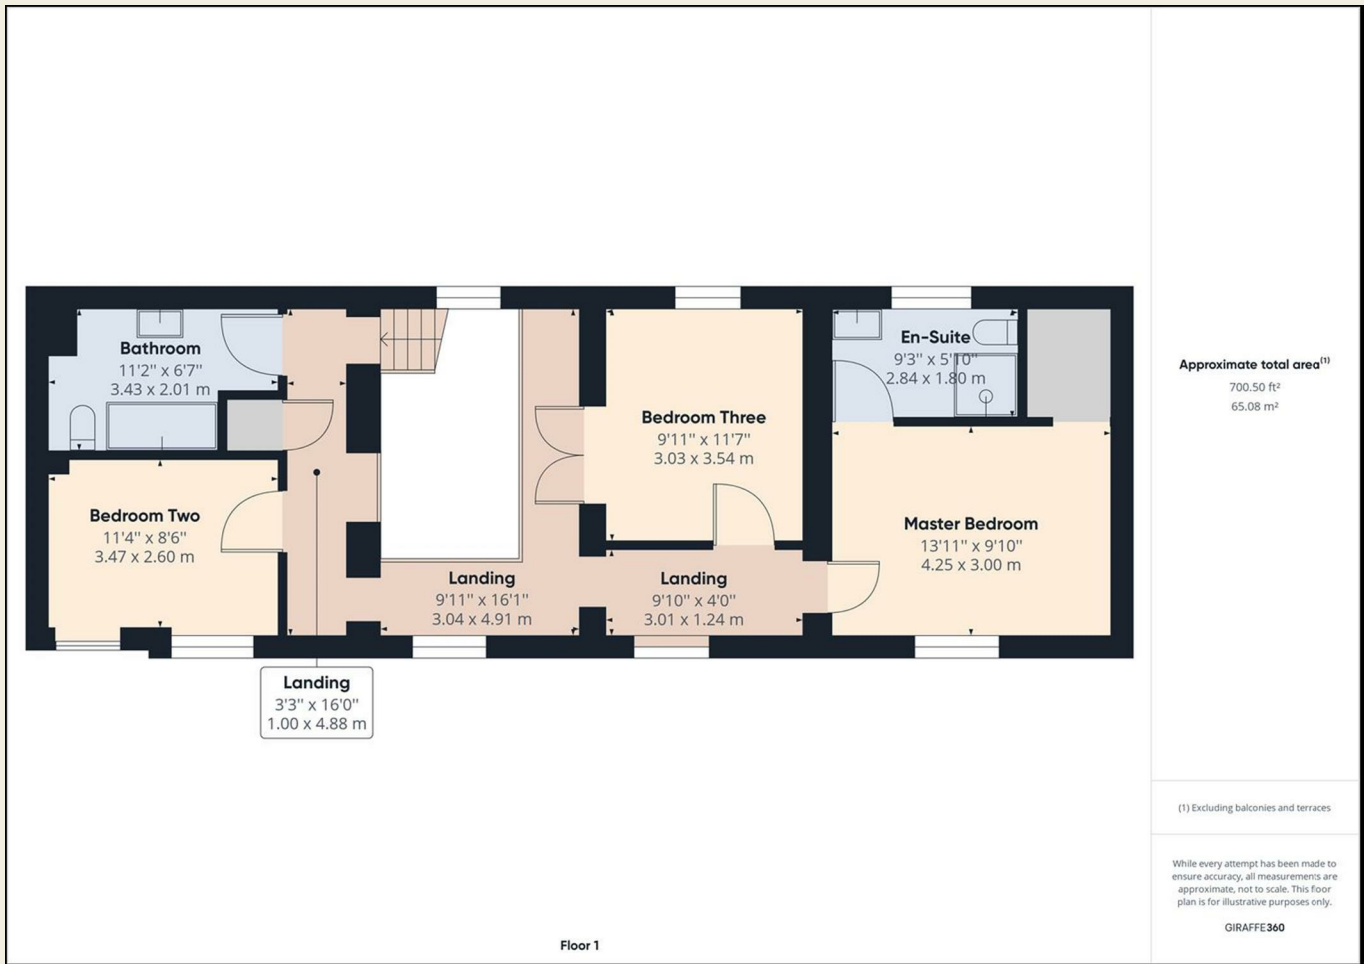 Bathroom
11'2'' x 6'7''
3.43 x 2.01 m
Bedroom Two
11'4'' x 8'6''
3.47 x 2.60 m
Landing
3'3'' x 16'0''
1.00 x 4.88 m
Landing
9'11'' x 16'1''
3.04 x 4.91 m
Bedroom Three
9'11'' x 11'7''
3.03 x 3.54 m
Landing
9'10'' x 4'0''
3.01 x 1.24 m
En-Suite
9'3'' x 5'10''
2.84 x 1.80 m
Master Bedroom
13'11'' x 9'10''
4.25 x 3.00 m
Floor 1
Approximate total area(1)
700.50 ft²
65.08 m²
(1) Excluding balconies and terraces
While every attempt has been made to
ensure accuracy, all measurements are
approximate, not to scale. This floor
plan is for illustrative purposes only.
GIRAFFE360